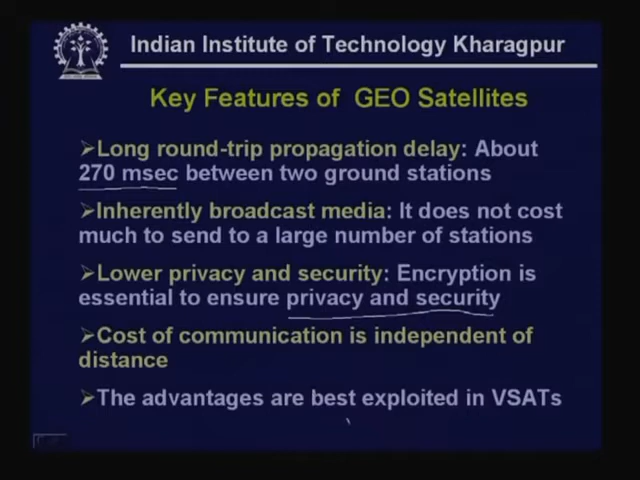 Indian Institute of Technology Kharagpur
Key Features of GEO Satellites
➢Long round-trip propagation delay: About
270 msec between two ground stations
➢Inherently broadcast media: It does not cost
much to send to a large number of stations
➢Lower privacy and security: Encryption is
essential to ensure privacy and security
➢Cost of communication is independent of
distance
➢The advantages are best exploited in VSATs